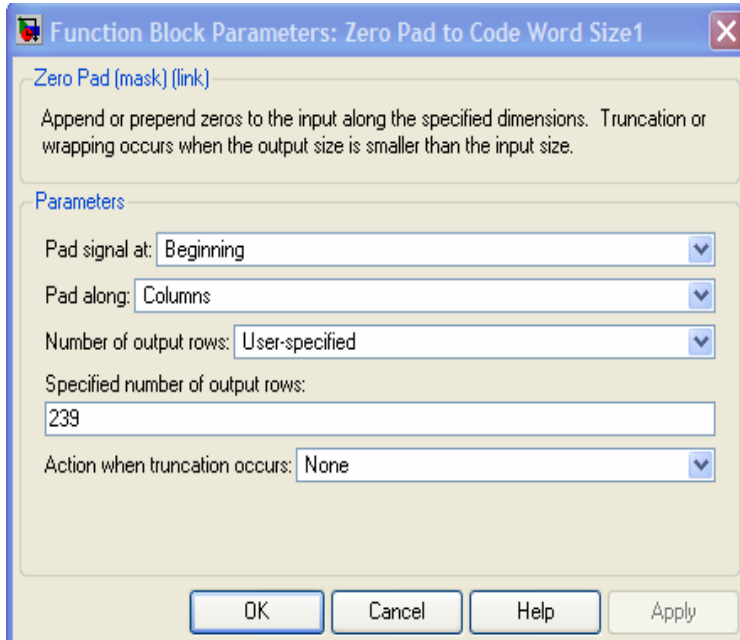 Function Block Parameters: Zero Pad to Code Word Size1
Zero Pad (mask) (link)
Append or prepend zeros to the input along the specified dimensions.  Truncation or
wrapping occurs when the output size is smaller than the input size.
Parameters
Pad signal at: Beginning
Pad along: Columns
Number of output rows: User-specified
Specified number of output rows:
239
Action when truncation occurs: None
OK Cancel Help Apply